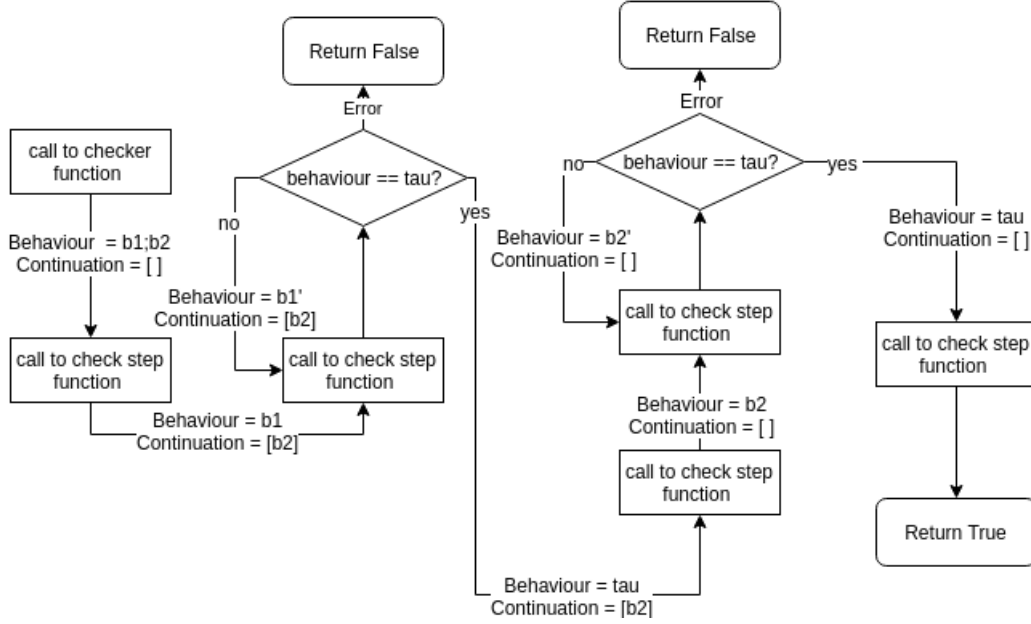 Return False
Error
call to checker
function
behaviour == tau?
no
yes
Behaviour  = b1;b2
Continuation = [ ]
Behaviour = b1'
Continuation = [b2]
call to check step
function
call to check step
function
Behaviour = b1
Continuation = [b2]
Return False
Error
behaviour == tau?
no
yes
Behaviour = b2'
Continuation = [ ]
Behaviour = tau
Continuation = [ ]
call to check step
function
call to check step
function
Behaviour = b2
Continuation = [ ]
call to check step
function
Return True
Behaviour = tau
Continuation = [b2]